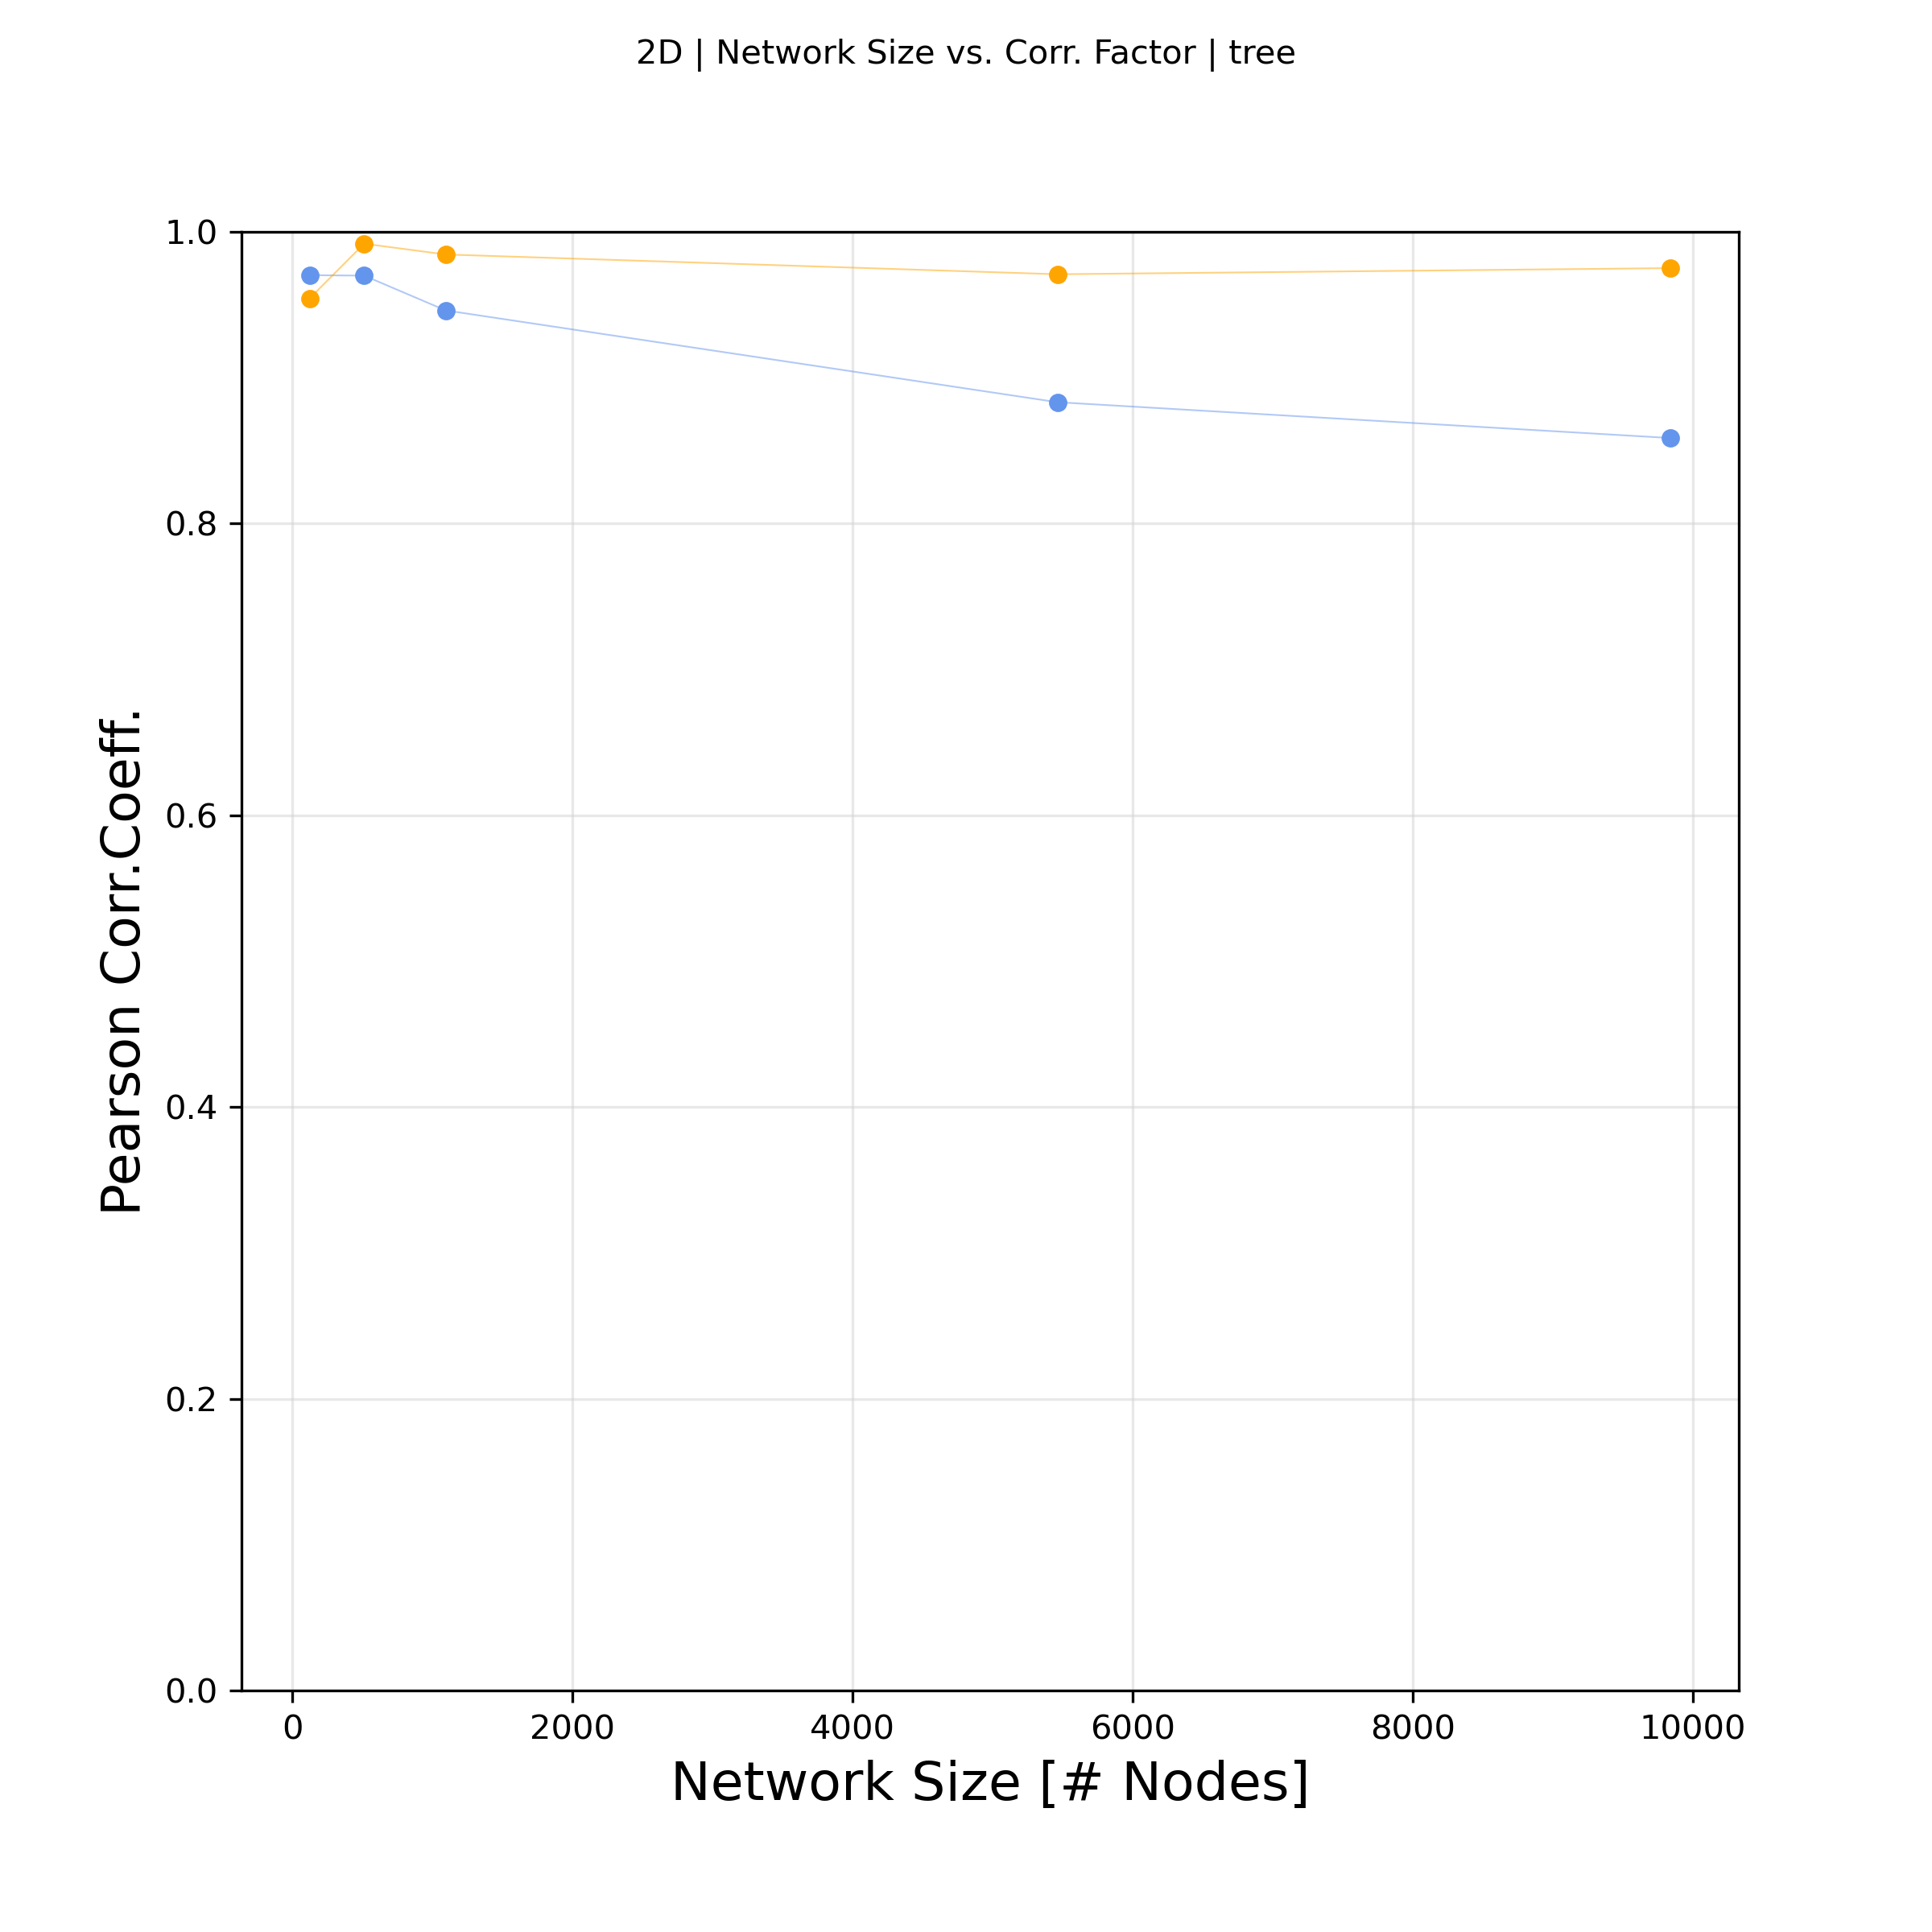 2D | Network Size vs. Corr. Factor | tree
1.0
0.8
0.6
0.4
0.2
0.0
Pearson Corr.Coeff.
0 2000 4000 6000 8000 10000
Network Size [# Nodes]